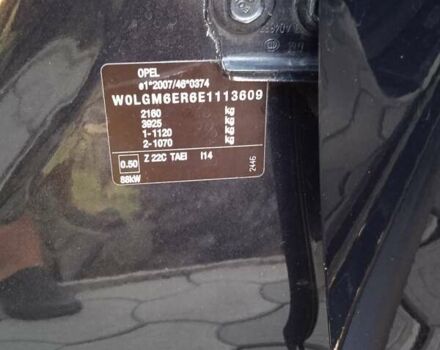 OPEL
e1*2007/46*0374
W0LGM6ER6E1113609
2160 kg
3925 kg
1-1120 kg
2-1070 kg
0.50 Z 22C TAEI I14
88kW
2446